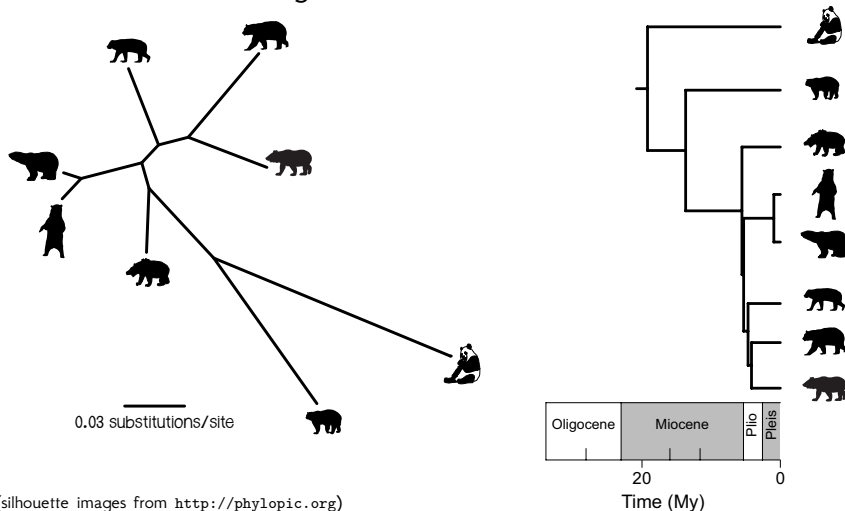 0.03 substitutions/site
Oligocene
Miocene
Plio
Pleis
20
0
Time (My)
silhouette images from http://phylopic.org)